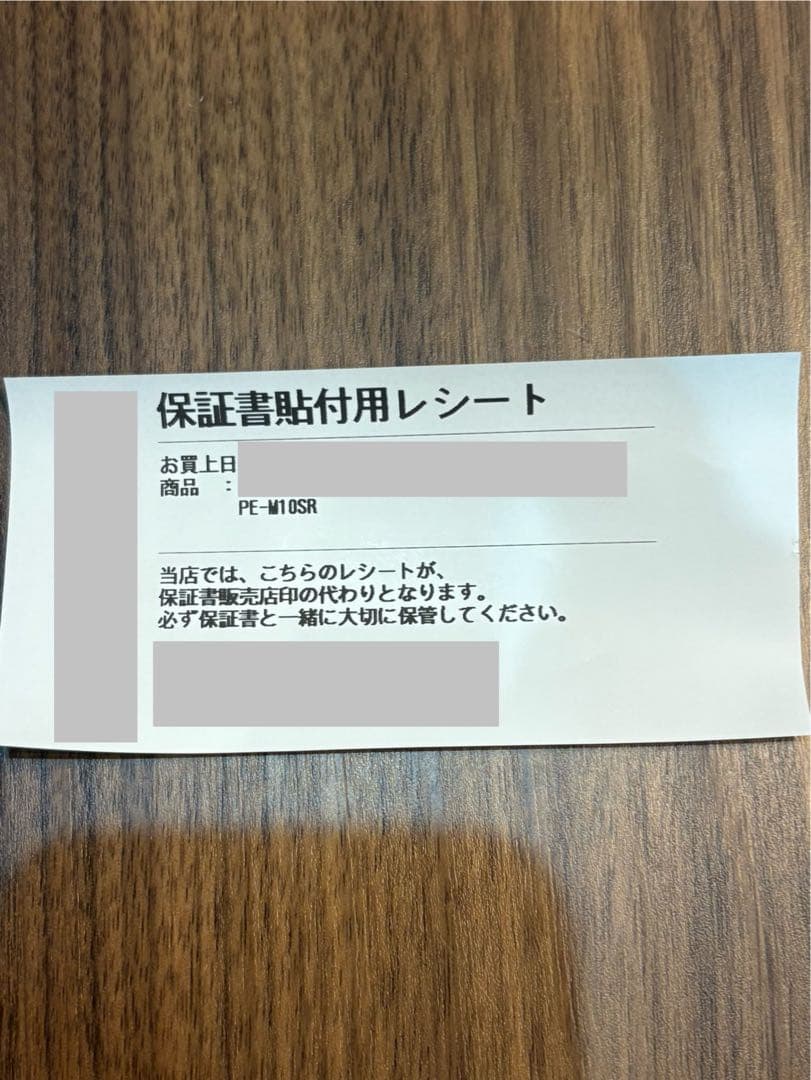 保証書貼付用レシート
お買上日
商品　：
PE-M10SR
当店では、こちらのレシートが、
保証書販売店印の代わりとなります。
必ず保証書と一緒に大切に保管してください。